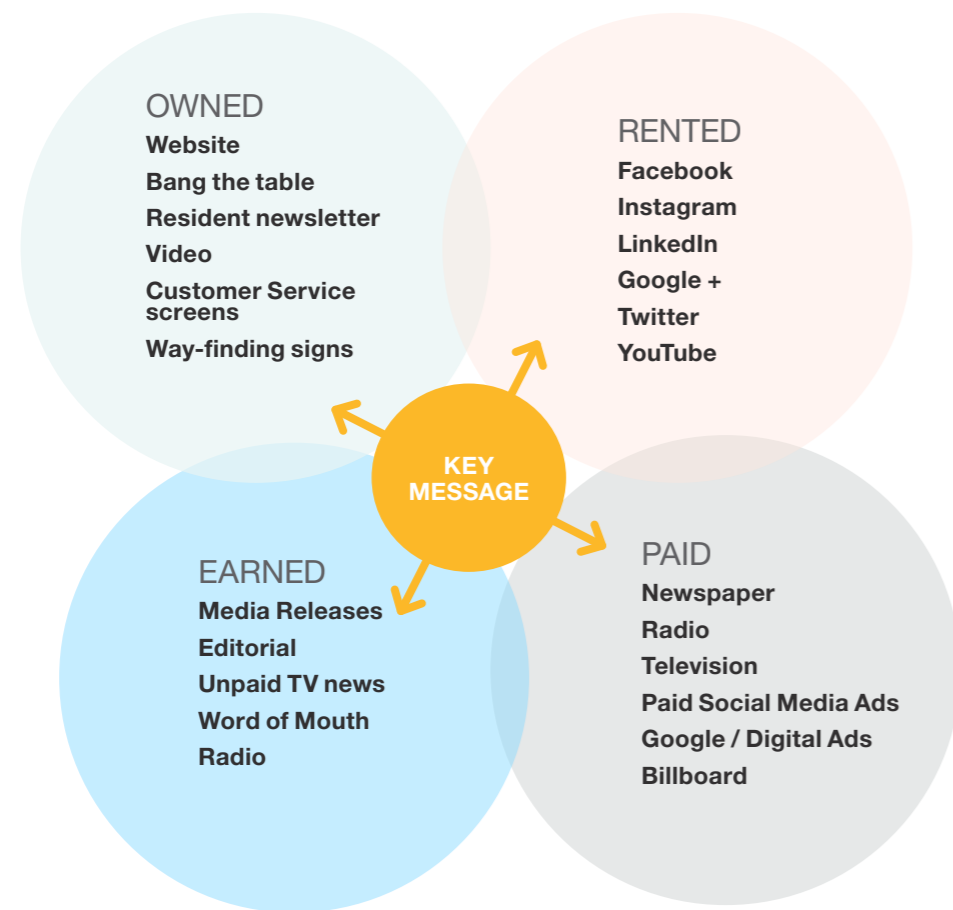 OWNED
Website
Bang the table
Resident newsletter
Video
Customer Service
screens
Way-finding signs
RENTED
Facebook
Instagram
LinkedIn
Google +
Twitter
YouTube
KEY
MESSAGE
EARNED
Media Releases
Editorial
Unpaid TV news
Word of Mouth
Radio
PAID
Newspaper
Radio
Television
Paid Social Media Ads
Google / Digital Ads
Billboard